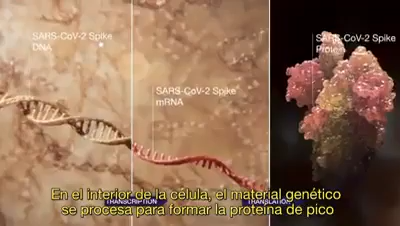 SARS-CoV-2 Spike
DNA
SARS-CoV-2 Spike
mRNA
SARS-CoV-2 Spike
Protein
TRANSCRIPTION
TRANSLATION
En el interior de la célula, el material genético
se procesa para formar la proteína de pico